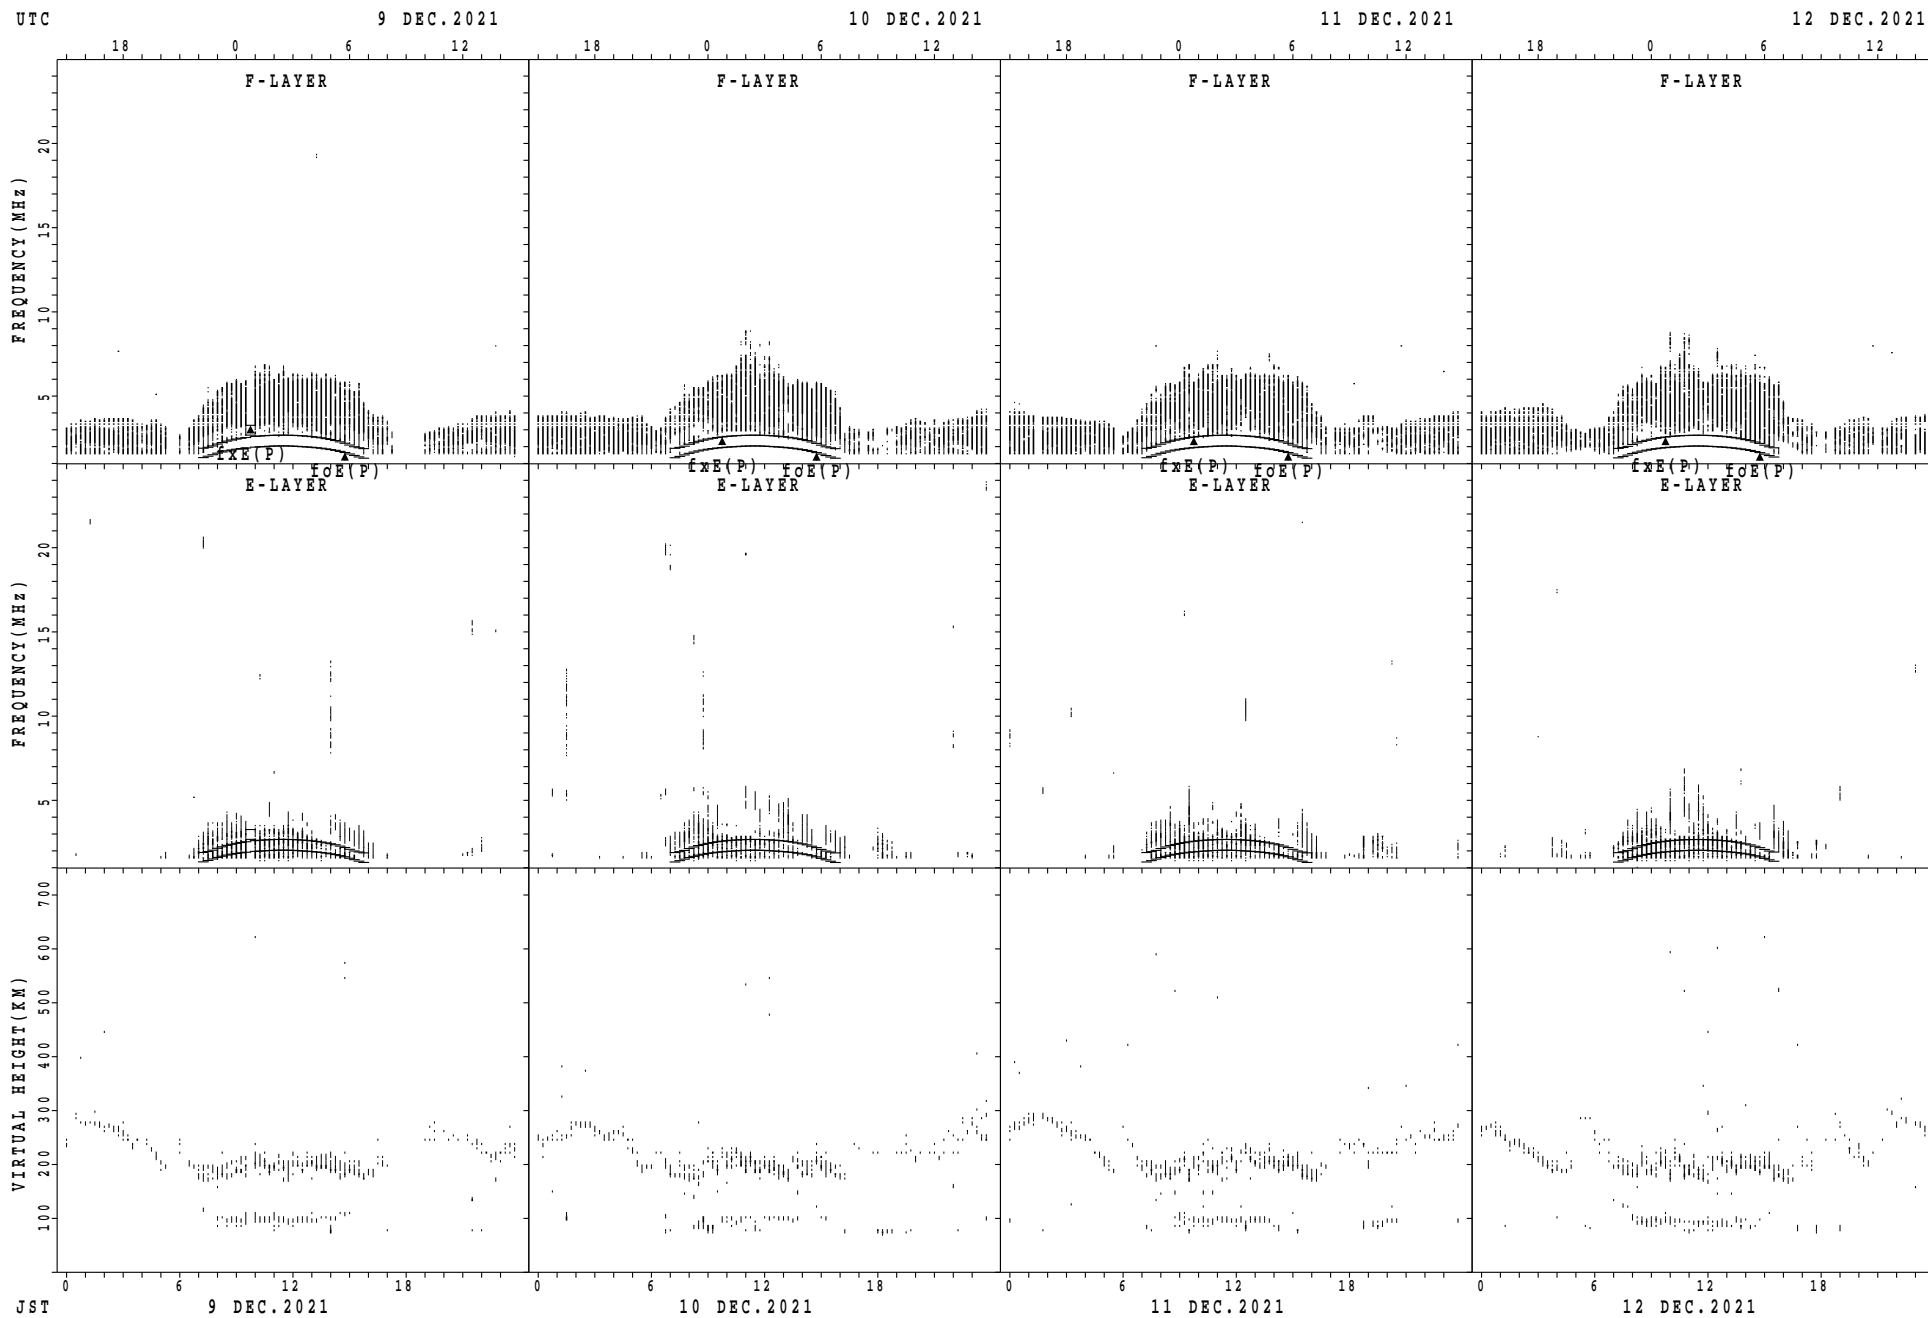 UTC 9 DEC.2021 10 DEC.2021 11 DEC.2021 12 DEC.2021
18 0 6 12 18 0 6 12 18 0 6 12 18 0 6 12
F-LAYER F-LAYER F-LAYER F-LAYER
FREQUENCY(MHz)
20
15
10
5
fxE(P) foE(P) fxE(P) foE(P) fxE(P) foE(P) fxE(P) foE(P)
E-LAYER E-LAYER E-LAYER E-LAYER
FREQUENCY(MHz)
20
15
10
5
VIRTUAL HEIGHT(KM)
700
600
500
400
300
200
100
0 6 12 18 0 6 12 18 0 6 12 18 0 6 12 18
JST 9 DEC.2021 10 DEC.2021 11 DEC.2021 12 DEC.2021